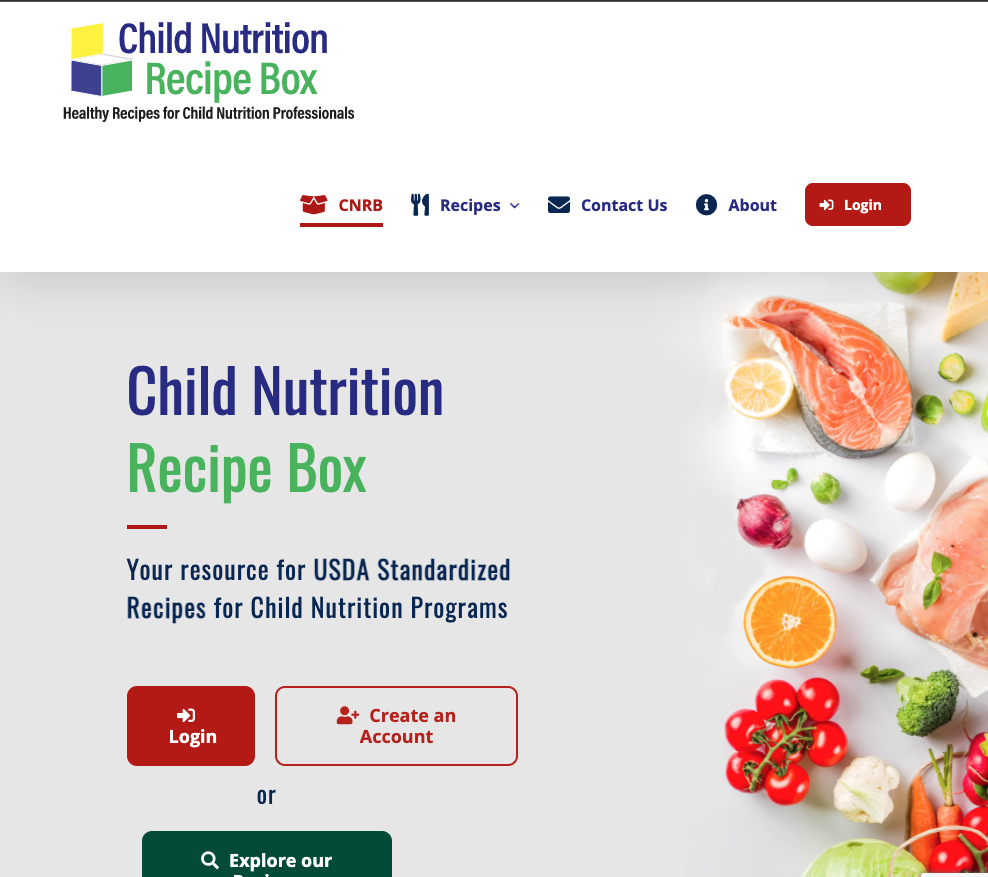 Child Nutrition
Recipe Box
Healthy Recipes for Child Nutrition Professionals
CNRB Recipes Contact Us About Login
Child Nutrition
Recipe Box
Your resource for USDA Standardized
Recipes for Child Nutrition Programs
Login
Create an
Account
or
Explore our